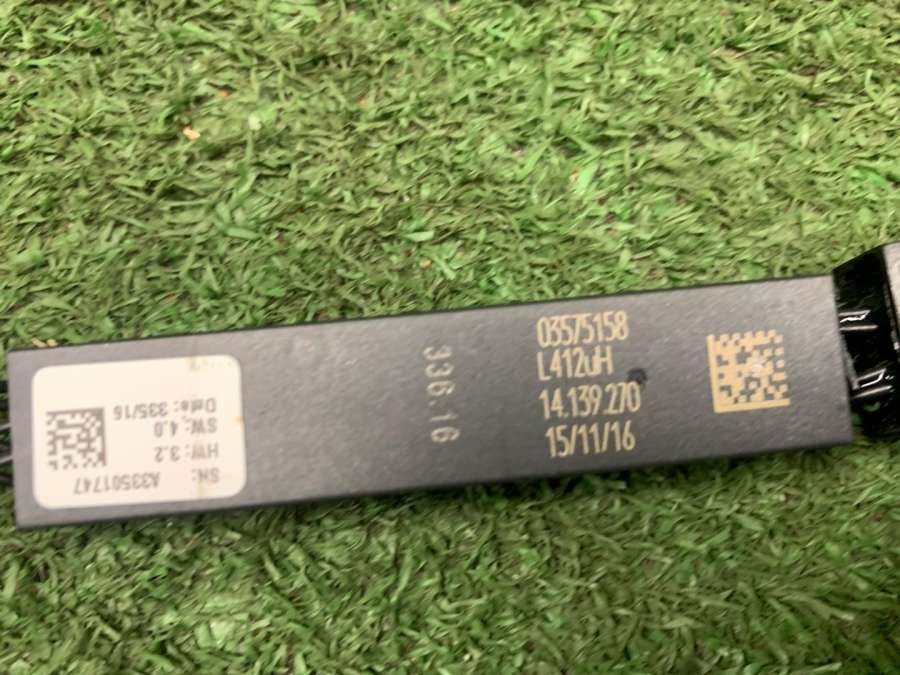 03575158
L412uH
14.139.270
15/11/16
336.16
SN:
A33501747
HW: 3.2
SW: 4.0
Date: 335/16